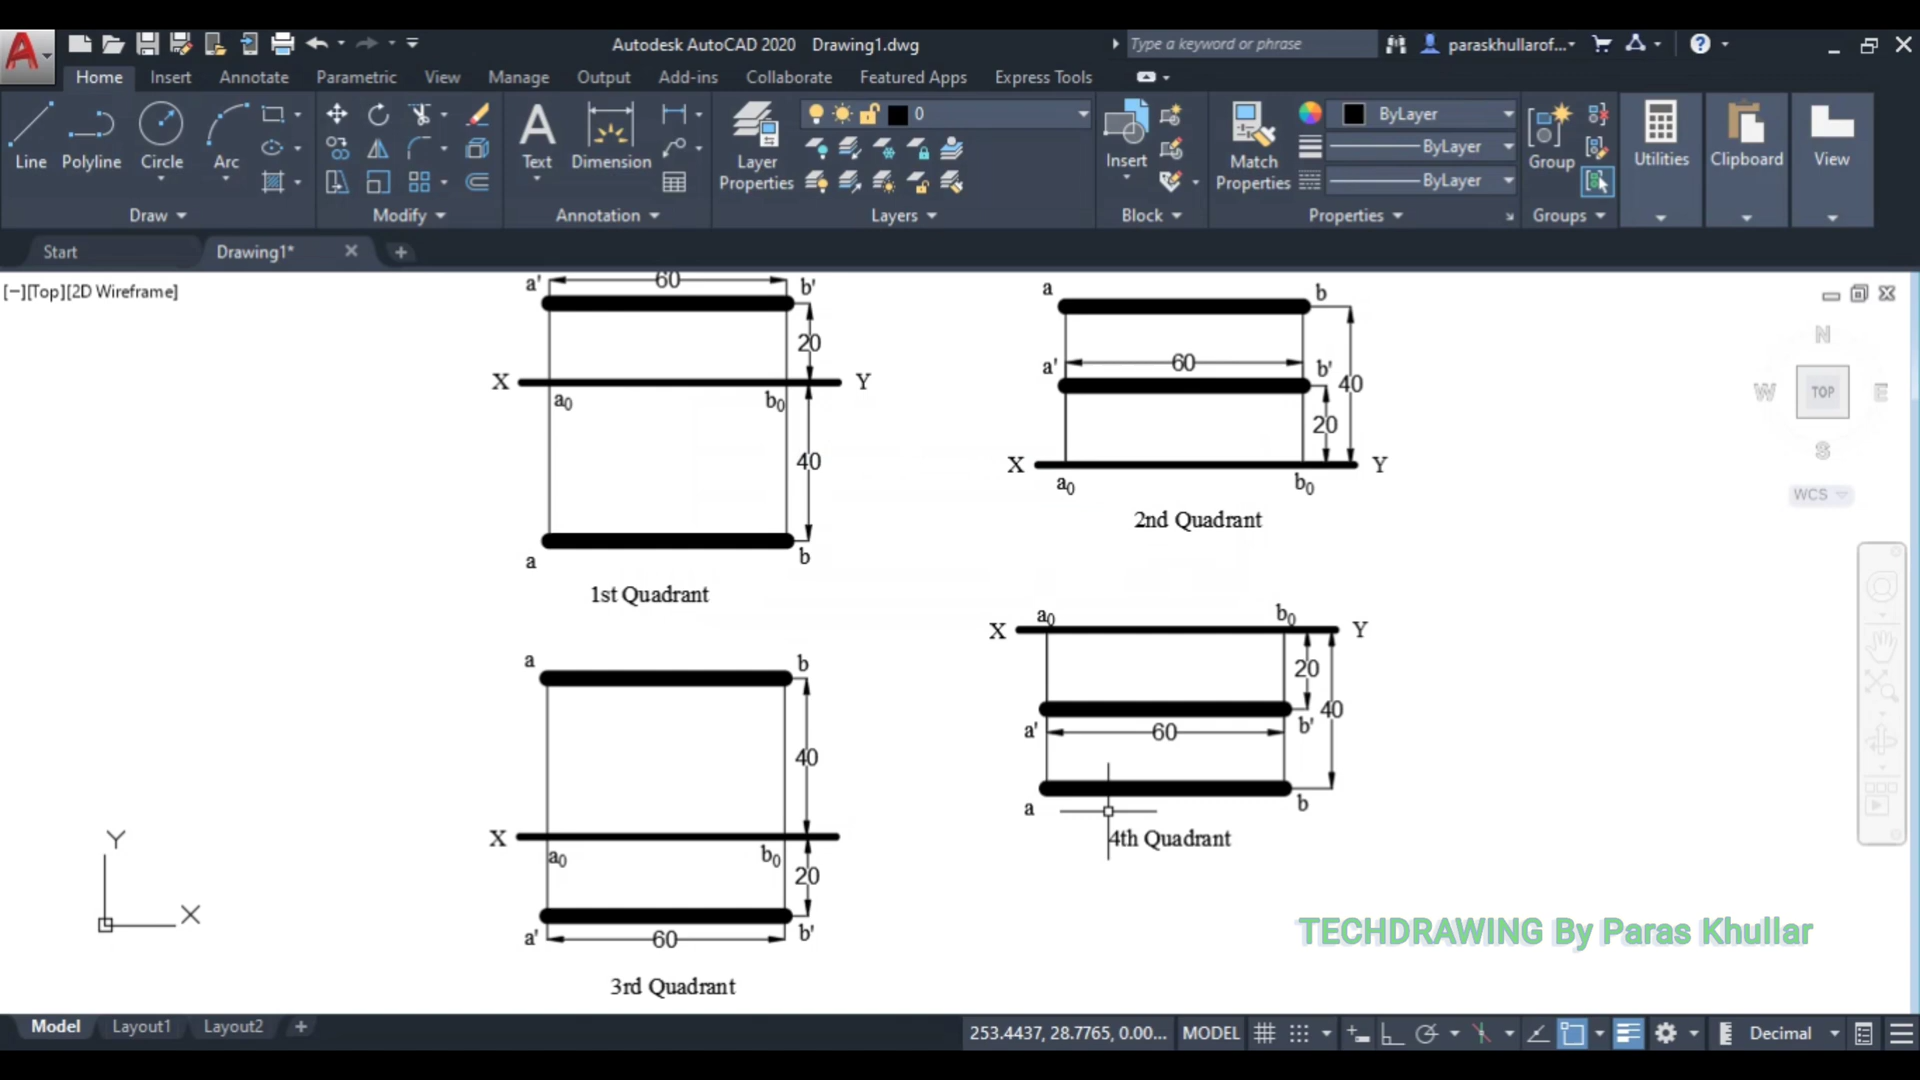 Autodesk AutoCAD 2020 Drawing1.dwg
Type a keyword or phrase
paraskhullarof...
Home Insert Annotate Parametric View Manage Output Add-ins Collaborate Featured Apps Express Tools
Line Polyline Circle Arc
Text Dimension
Layer Properties
0
Insert
Match Properties
ByLayer
ByLayer
ByLayer
Group
Utilities Clipboard View
Draw Modify Annotation Layers Block Properties Groups
Start Drawing1*
[−][Top][2D Wireframe]
a' 60 b'
20
X Y
a0 b0
40
a b
1st Quadrant
a b
a' 60 b' 40
20
X Y
a0 b0
2nd Quadrant
a b
40
X
a0 b0
20
a' 60 b'
3rd Quadrant
a0 b0
X Y
20
40
a' 60 b'
a b
4th Quadrant
N
W TOP E
S
WCS
Y
X
TECHDRAWING By Paras Khullar
Model Layout1 Layout2
253.4437, 28.7765, 0.00... MODEL Decimal